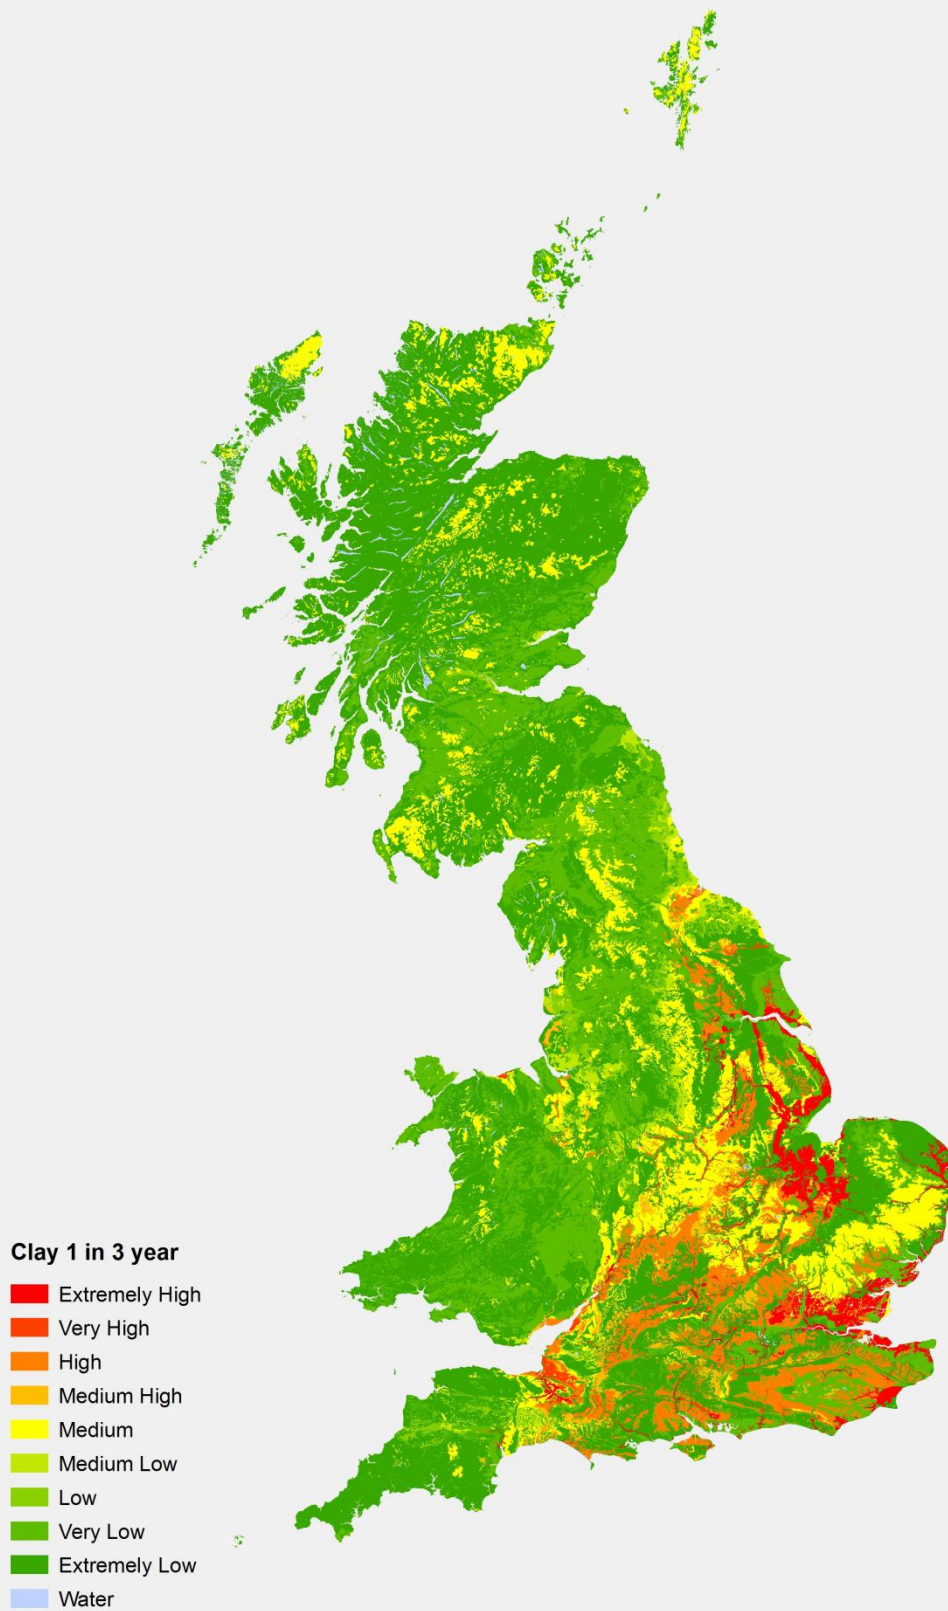 Clay 1 in 3 year
Extremely High
Very High
High
Medium High
Medium
Medium Low
Low
Very Low
Extremely Low
Water